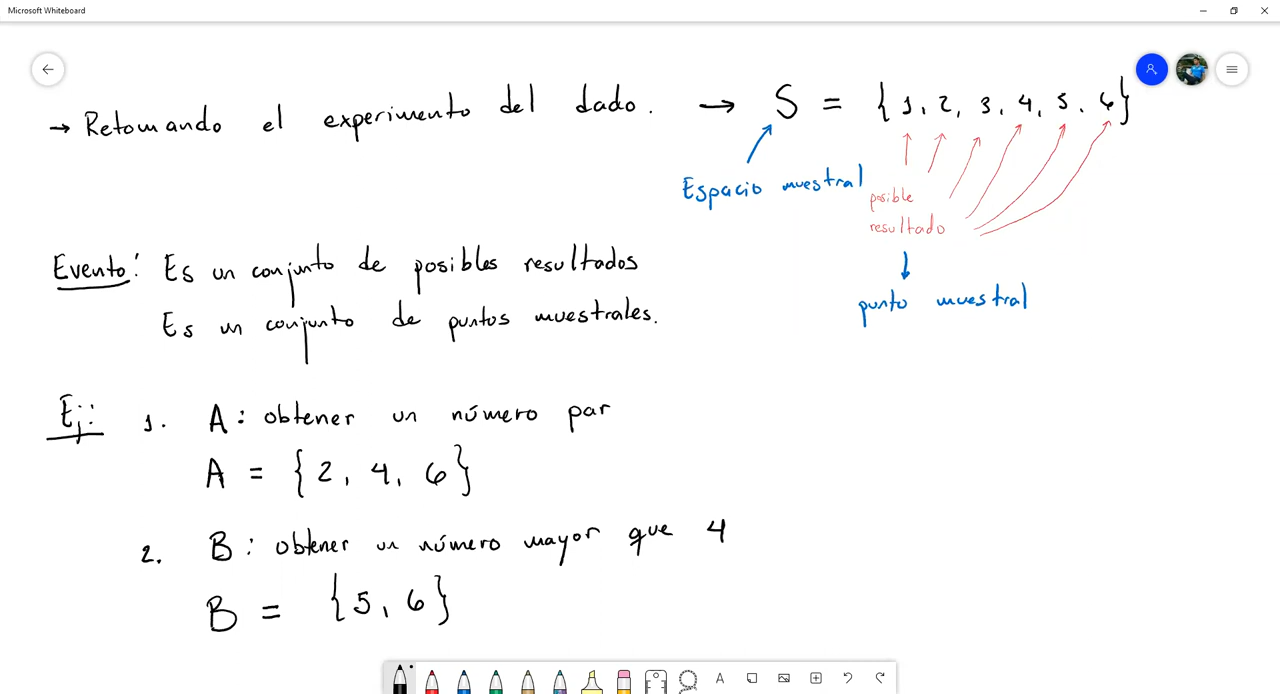 Microsoft Whiteboard
→ Retomando el experimento del dado. → S = {1, 2, 3, 4, 5, 6}
Espacio muestral
posible
resultado
punto muestral
Evento: Es un conjunto de posibles resultados
Es un conjunto de puntos muestrales.
Ej: 1. A: obtener un número par
A = {2, 4, 6}
2. B: obtener un número mayor que 4
B = {5, 6}
A